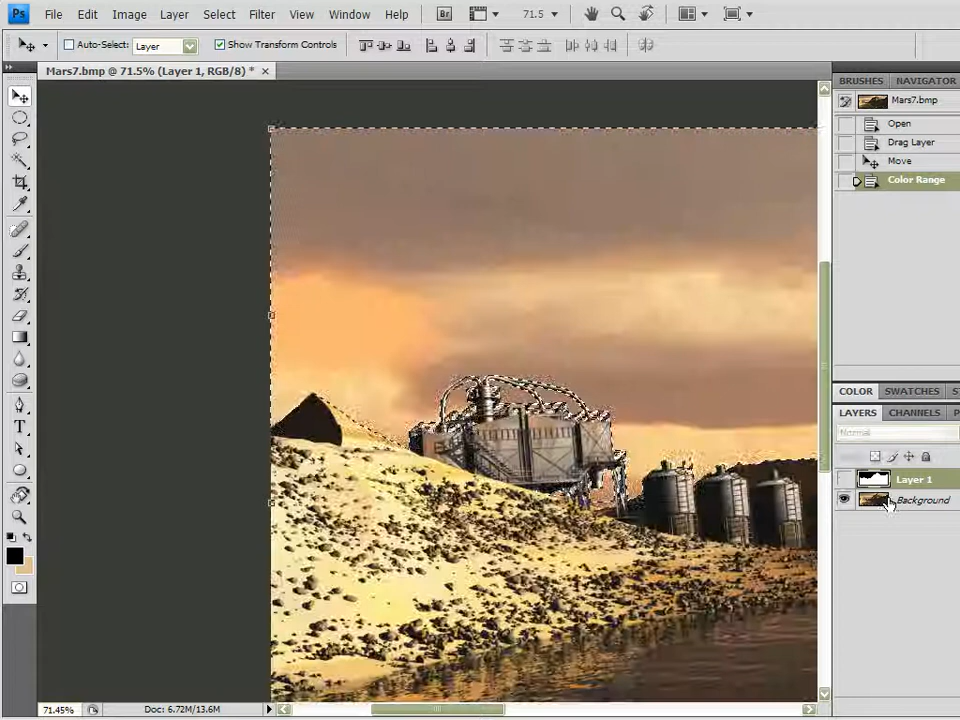 Ps File Edit Image Layer Select Filter View Window Help Br 71.5
Auto-Select: Layer Show Transform Controls
Mars7.bmp @ 71.5% (Layer 1, RGB/8) * ×
BRUSHES NAVIGATOR
Mars7.bmp
Open
Drag Layer
Move
Color Range
COLOR SWATCHES ST
LAYERS CHANNELS P
Normal
Layer 1
Background
71.45% Doc: 6.72M/13.6M